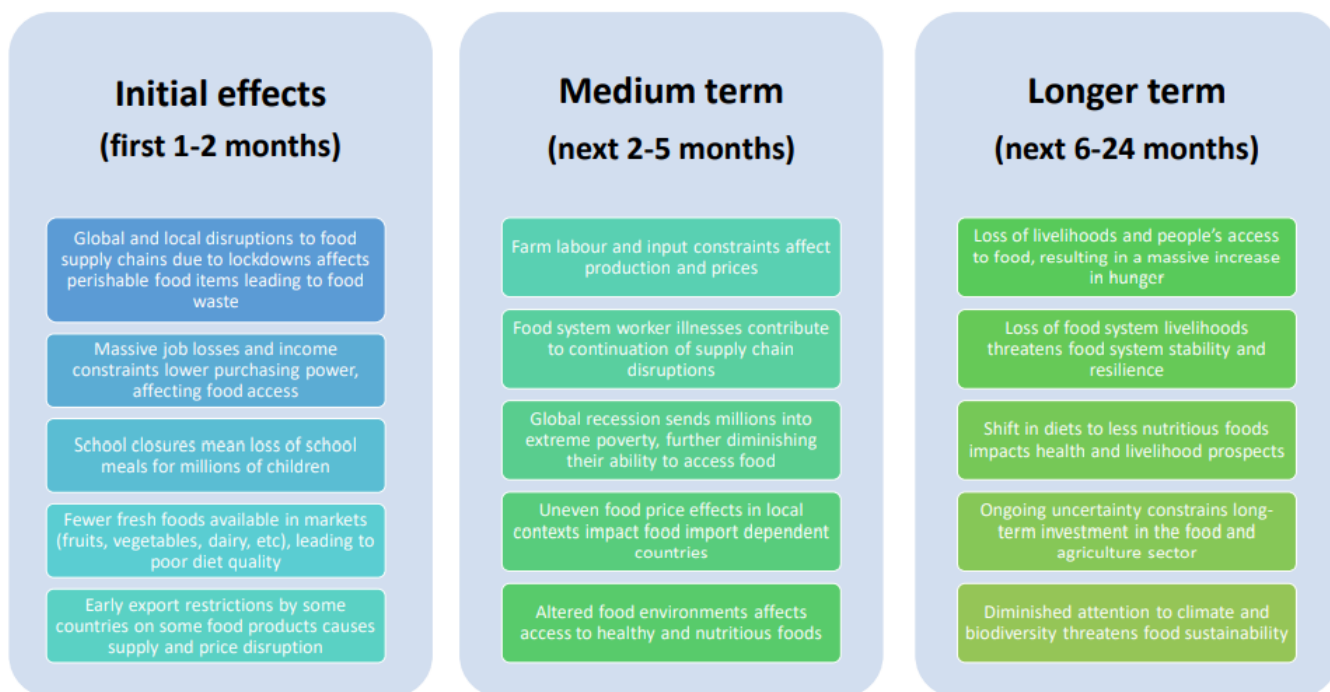 Initial effects
(first 1-2 months)
Global and local disruptions to food
supply chains due to lockdowns affects
perishable food items leading to food
waste
Massive job losses and income
constraints lower purchasing power,
affecting food access
School closures mean loss of school
meals for millions of children
Fewer fresh foods available in markets
(fruits, vegetables, dairy, etc), leading to
poor diet quality
Early export restrictions by some
countries on some food products causes
supply and price disruption
Medium term
(next 2-5 months)
Farm labour and input constraints affect
production and prices
Food system worker illnesses contribute
to continuation of supply chain
disruptions
Global recession sends millions into
extreme poverty, further diminishing
their ability to access food
Uneven food price effects in local
contexts impact food import dependent
countries
Altered food environments affects
access to healthy and nutritious foods
Longer term
(next 6-24 months)
Loss of livelihoods and people's access
to food, resulting in a massive increase
in hunger
Loss of food system livelihoods
threatens food system stability and
resilience
Shift in diets to less nutritious foods
impacts health and livelihood prospects
Ongoing uncertainty constrains long-
term investment in the food and
agriculture sector
Diminished attention to climate and
biodiversity threatens food sustainability